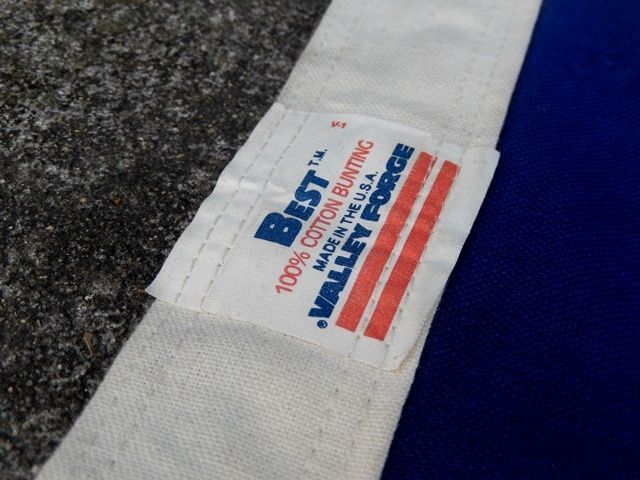 BEST T.M.
100% COTTON BUNTING
MADE IN THE U.S.A.
VALLEY FORGE